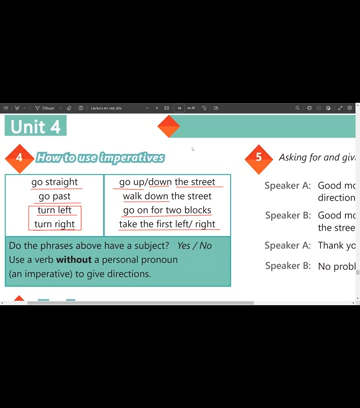 Unit 4
4 How to use imperatives
go straight
go past
turn left
turn right
go up/down the street
walk down the street
go on for two blocks
take the first left/ right
Do the phrases above have a subject? Yes / No
Use a verb without a personal pronoun
(an imperative) to give directions.
5 Asking for and giv
Speaker A: Good mo
direction
Speaker B: Good mo
the stree
Speaker A: Thank yo
Speaker B: No probl